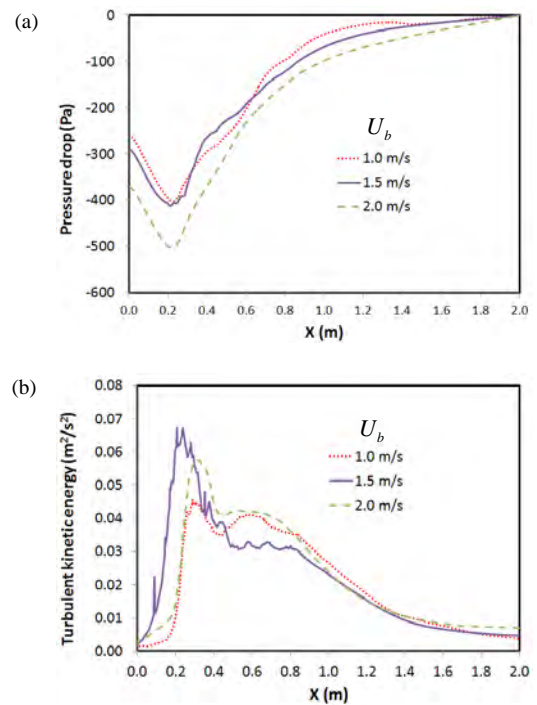 (a)
0
-100
-200
-300
-400
-500
-600
Pressure drop (Pa)
U_b
1.0 m/s
1.5 m/s
2.0 m/s
0.0 0.2 0.4 0.6 0.8 1.0 1.2 1.4 1.6 1.8 2.0
X (m)
(b)
0.08
0.07
0.06
0.05
0.04
0.03
0.02
0.01
0.00
Turbulent kinetic energy (m²/s²)
U_b
1.0 m/s
1.5 m/s
2.0 m/s
0.0 0.2 0.4 0.6 0.8 1.0 1.2 1.4 1.6 1.8 2.0
X (m)